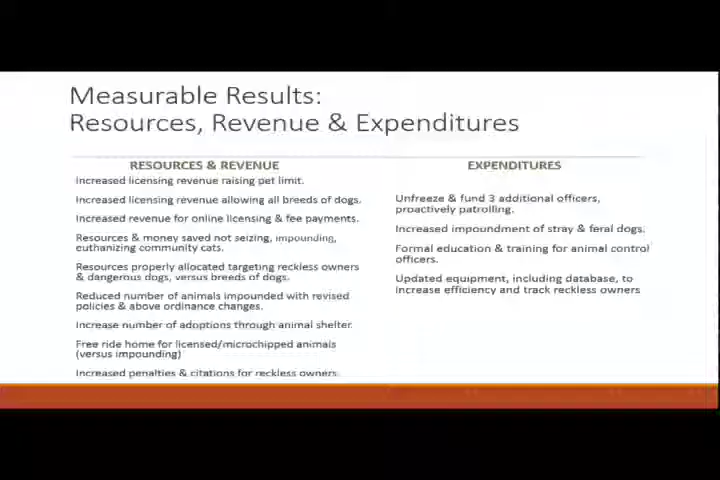 Measurable Results:
Resources, Revenue & Expenditures
RESOURCES & REVENUE
Increased licensing revenue raising pet limit.
Increased licensing revenue allowing all breeds of dogs.
Increased revenue for online licensing & fee payments.
Resources & money saved not seizing, impounding,
euthanizing community cats.
Resources properly allocated targeting reckless owners
& dangerous dogs, versus breeds of dogs.
Reduced number of animals impounded with revised
policies & above ordinance changes.
Increase number of adoptions through animal shelter.
Free ride home for licensed/microchipped animals
(versus impounding)
Increased penalties & citations for reckless owners.
EXPENDITURES
Unfreeze & fund 3 additional officers,
proactively patrolling.
Increased impoundment of stray & feral dogs.
Formal education & training for animal control
officers.
Updated equipment, including database, to
increase efficiency and track reckless owners